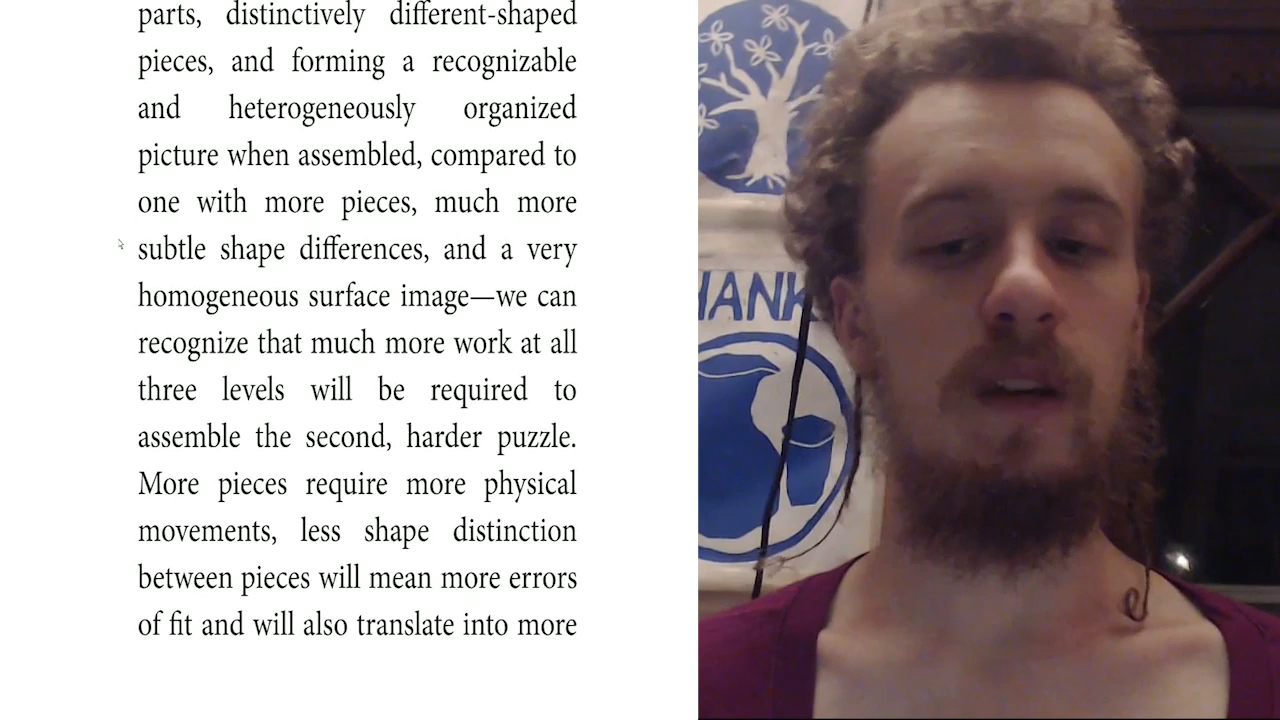 parts, distinctively different-shaped
pieces, and forming a recognizable
and heterogeneously organized
picture when assembled, compared to
one with more pieces, much more
subtle shape differences, and a very
homogeneous surface image—we can
recognize that much more work at all
three levels will be required to
assemble the second, harder puzzle.
More pieces require more physical
movements, less shape distinction
between pieces will mean more errors
of fit and will also translate into more
HANK